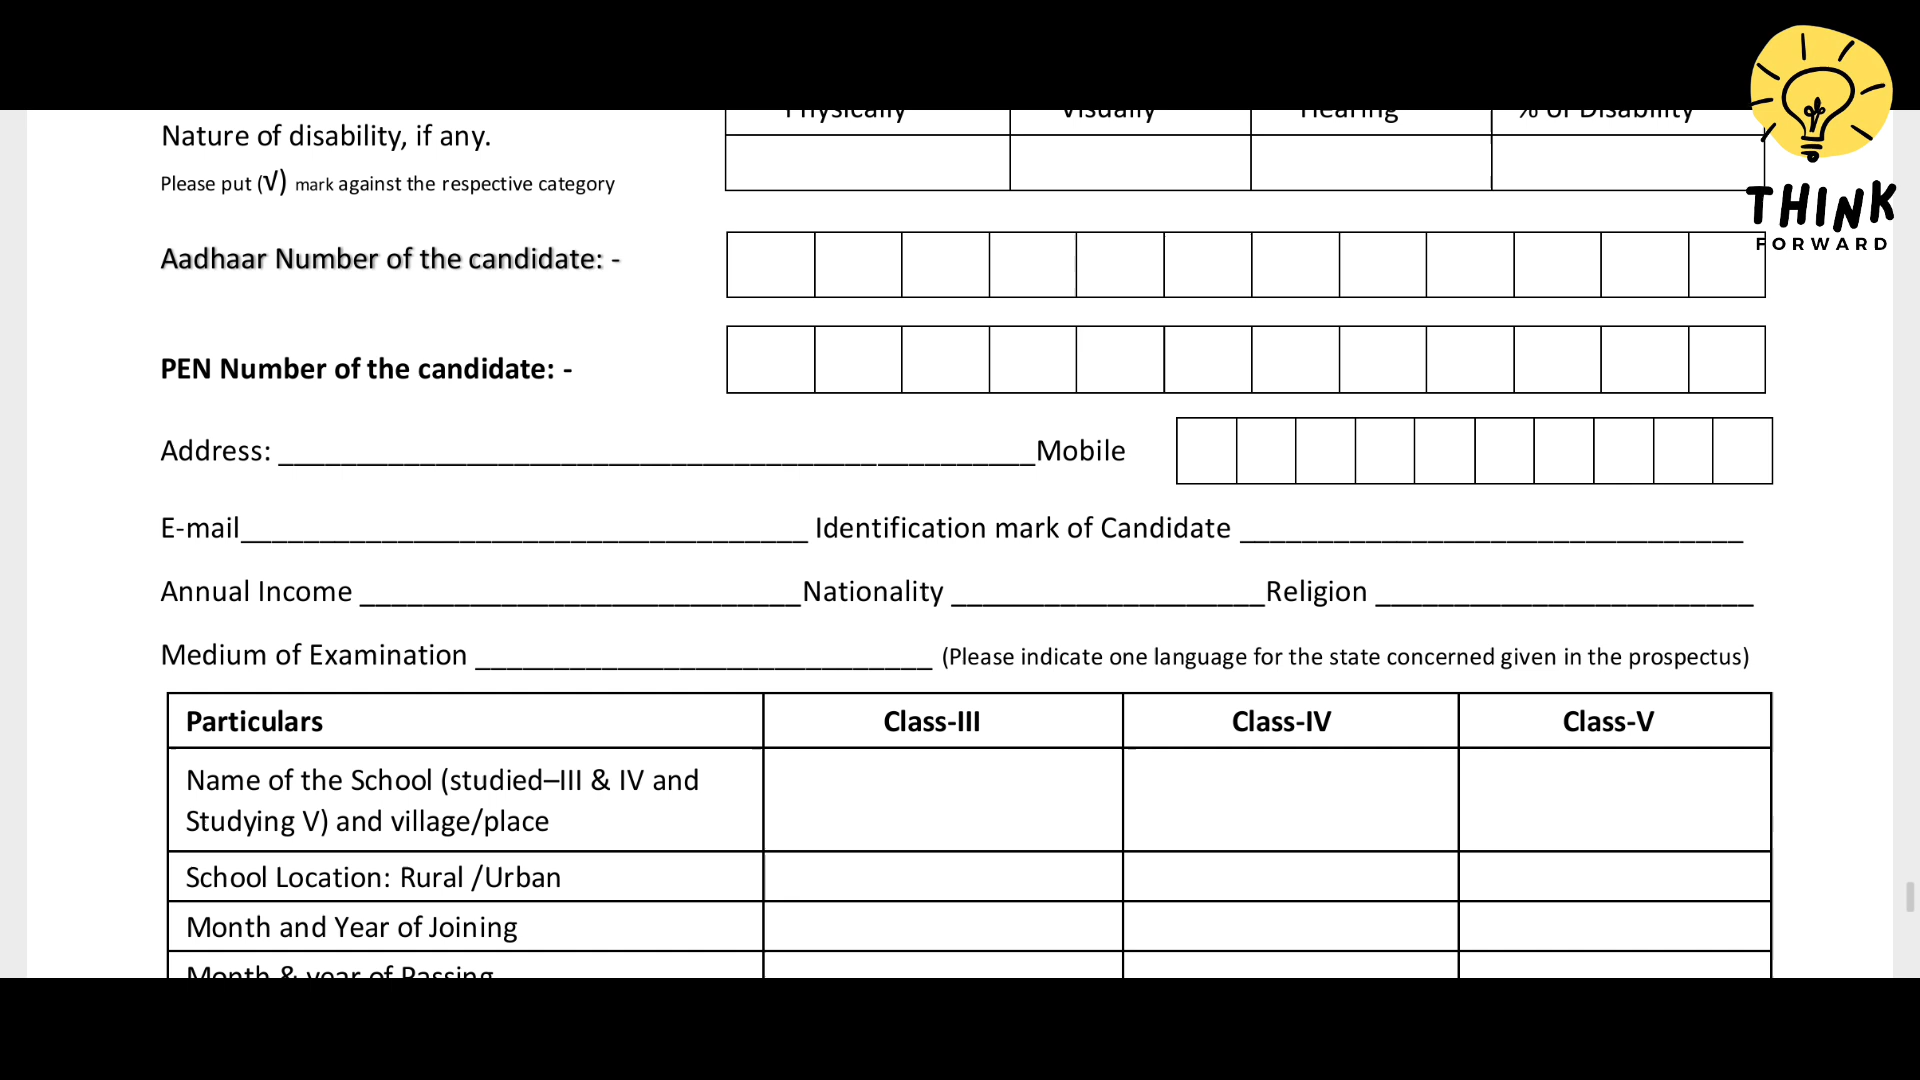 Physically Visually Hearing % of Disability
Nature of disability, if any.
Please put (√) mark against the respective category
THINK
FORWARD
Aadhaar Number of the candidate: -
PEN Number of the candidate: -
Address: ________________________________________________Mobile
E-mail____________________________________ Identification mark of Candidate ________________________________
Annual Income ____________________________Nationality ____________________Religion ________________________
Medium of Examination _____________________________ (Please indicate one language for the state concerned given in the prospectus)
Particulars Class-III Class-IV Class-V
Name of the School (studied–III & IV and
Studying V) and village/place
School Location: Rural /Urban
Month and Year of Joining
Month & year of Passing